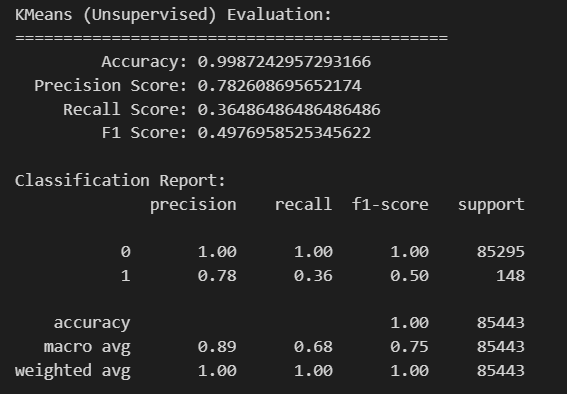 KMeans (Unsupervised) Evaluation:
=============================================
Accuracy: 0.9987242957293166
Precision Score: 0.782608695652174
Recall Score: 0.36486486486486486
F1 Score: 0.4976958525345622
Classification Report:
precision recall f1-score support
0 1.00 1.00 1.00 85295
1 0.78 0.36 0.50 148
accuracy 1.00 85443
macro avg 0.89 0.68 0.75 85443
weighted avg 1.00 1.00 1.00 85443